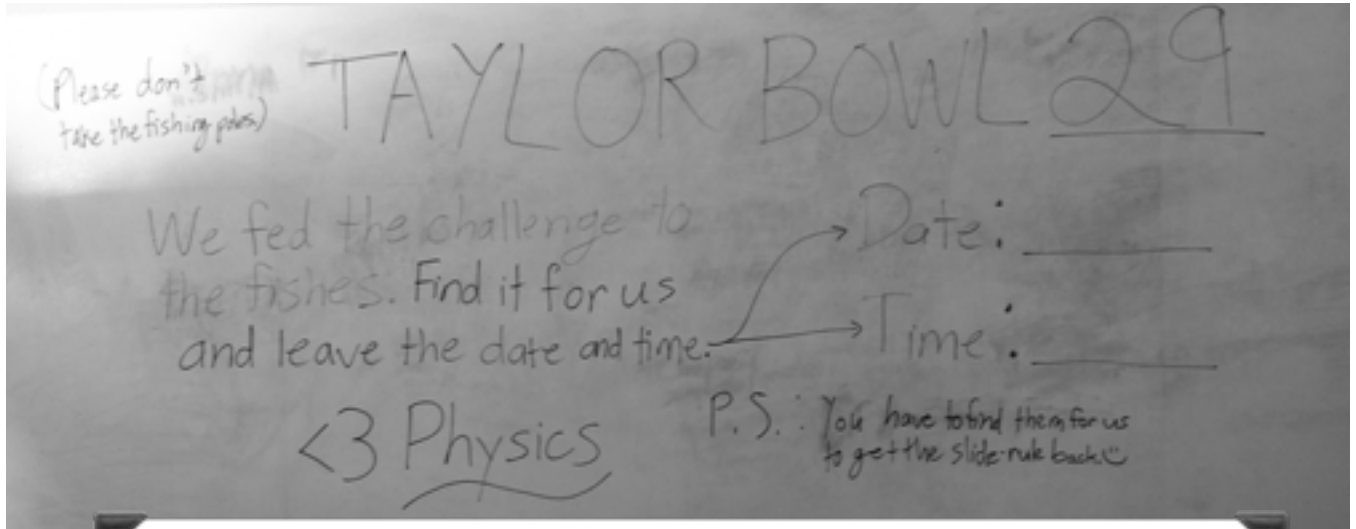 (Please don't
take the fishing poles)
TAYLOR BOWL 29
We fed the challenge to
the fishes. Find it for us
and leave the date and time.
Date: ________
Time: ________
<3 Physics
P.S.: You have to find them for us
to get the slide-rule back. ☺